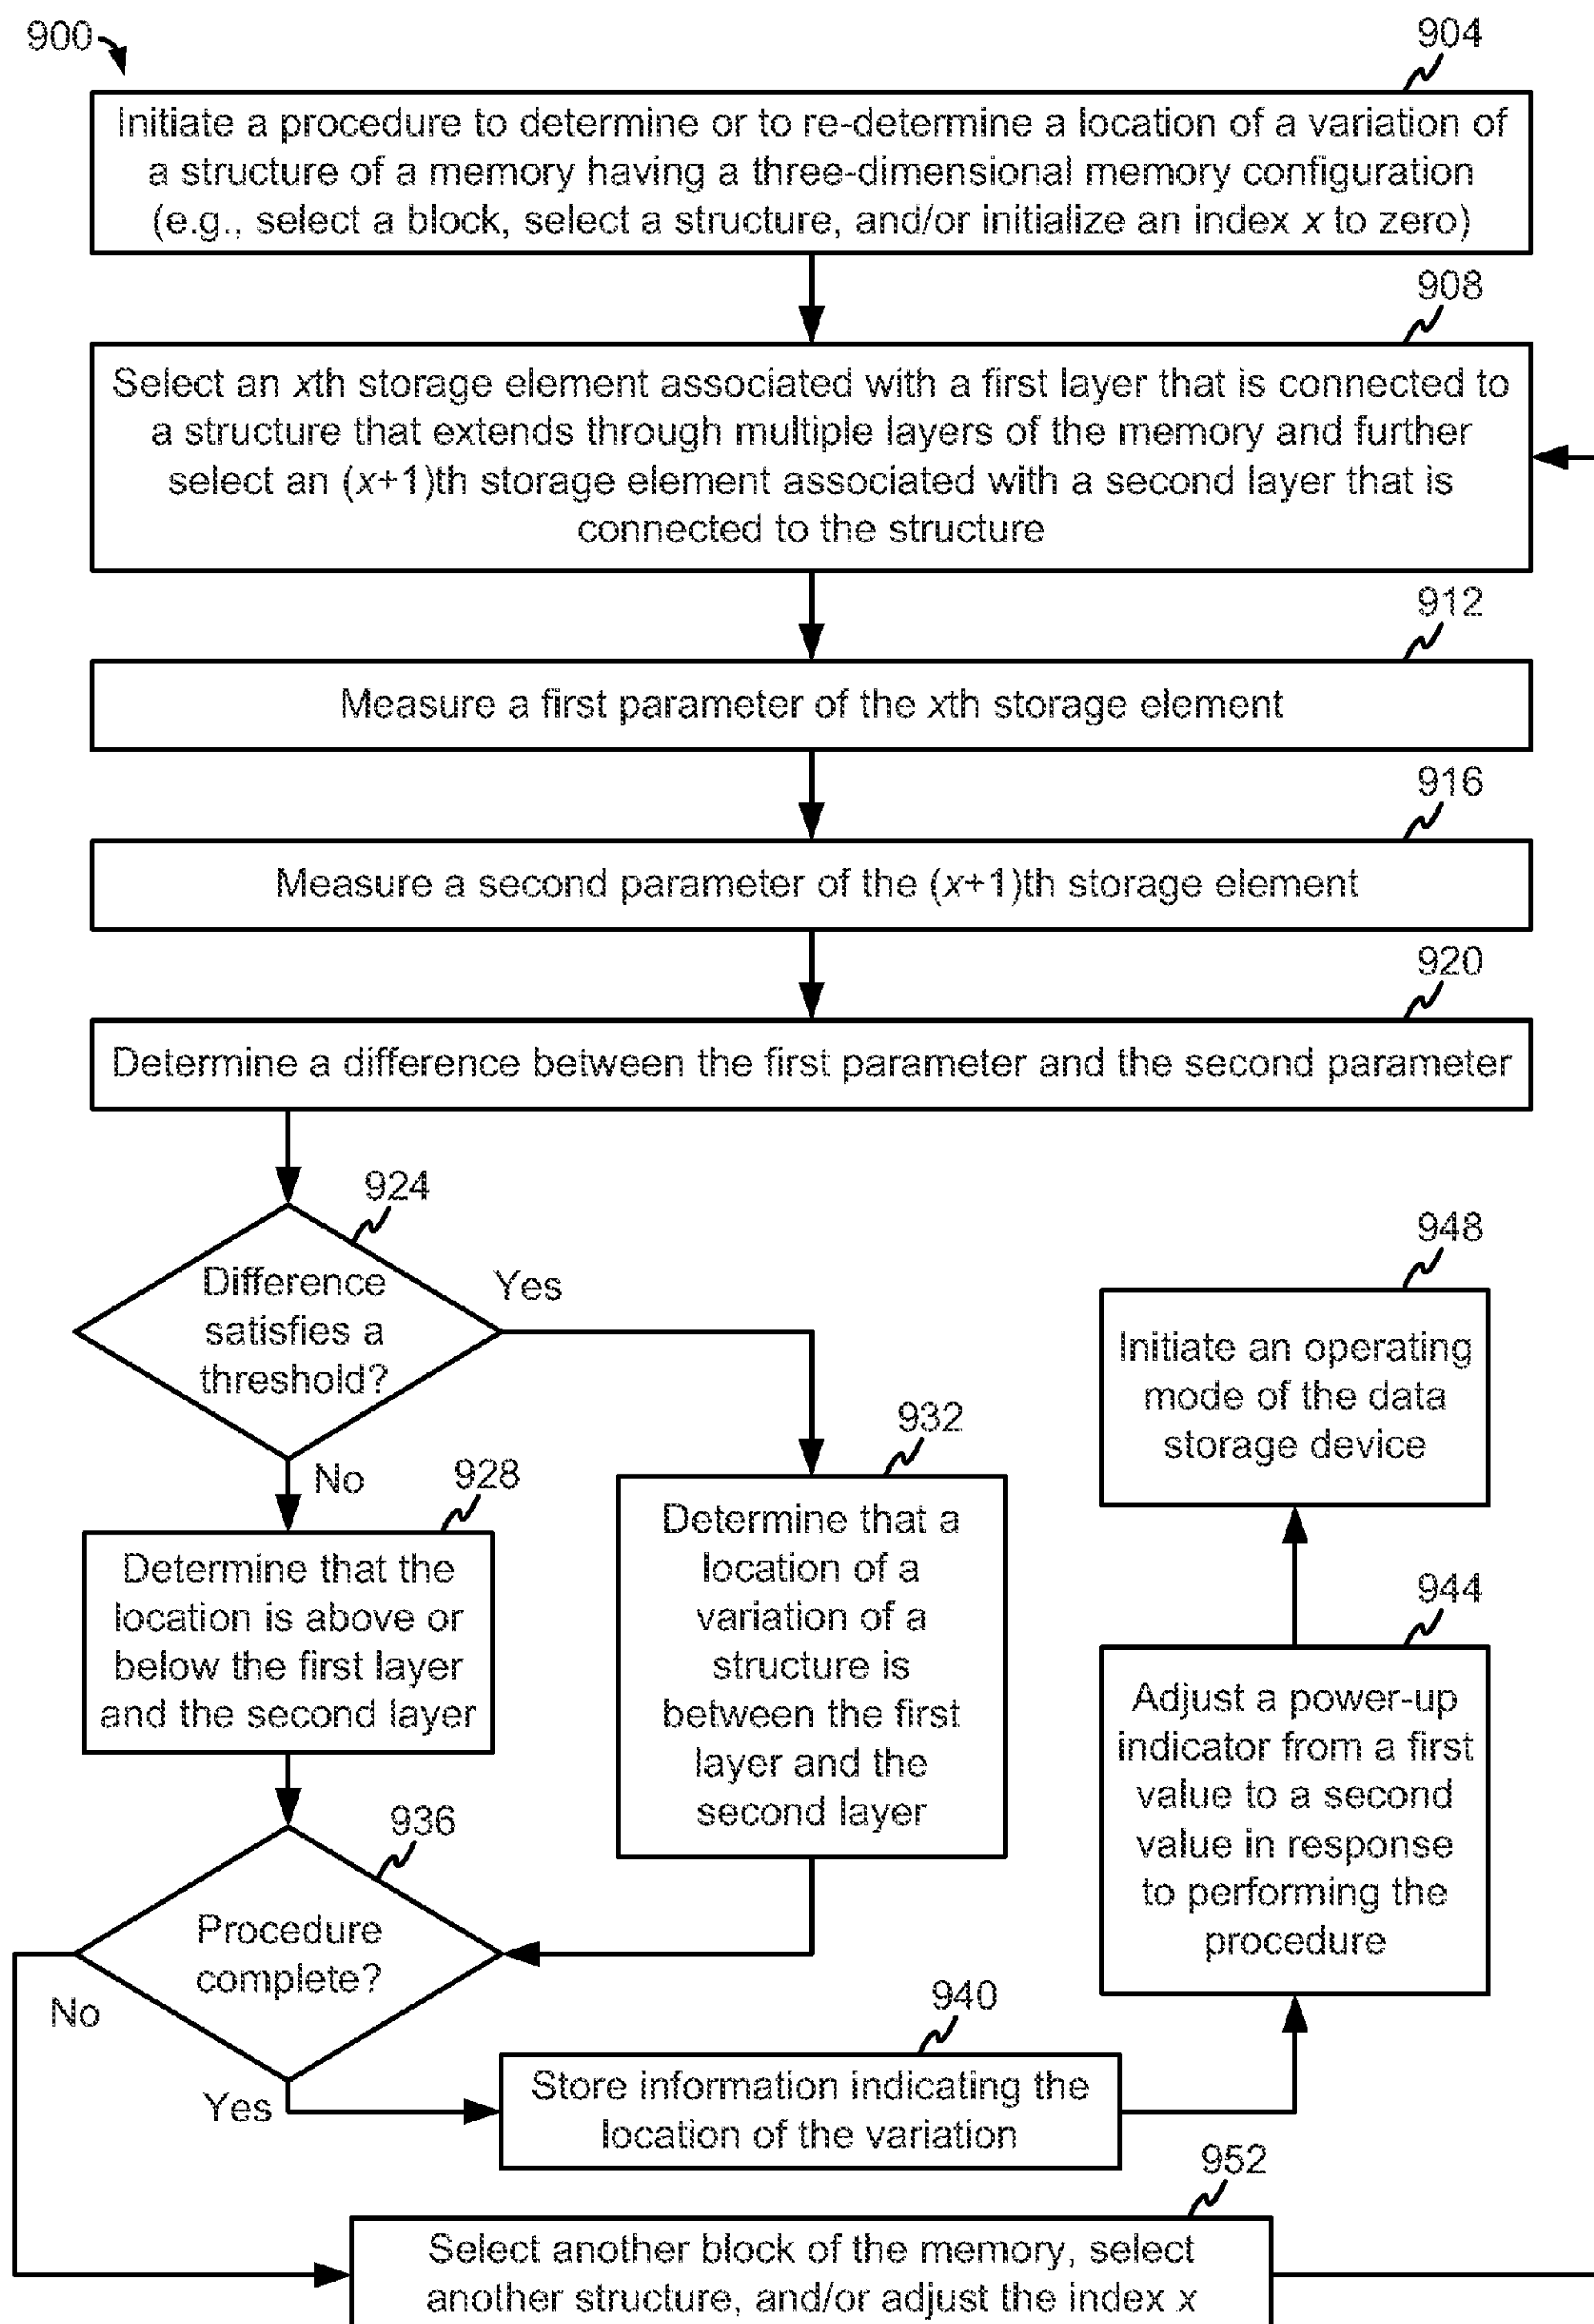 900
904
Initiate a procedure to determine or to re-determine a location of a variation of
a structure of a memory having a three-dimensional memory configuration
(e.g., select a block, select a structure, and/or initialize an index x to zero)
908
Select an xth storage element associated with a first layer that is connected to
a structure that extends through multiple layers of the memory and further
select an (x+1)th storage element associated with a second layer that is
connected to the structure
912
Measure a first parameter of the xth storage element
916
Measure a second parameter of the (x+1)th storage element
920
Determine a difference between the first parameter and the second parameter
924
Difference
satisfies a
threshold?
Yes
No
928
Determine that the
location is above or
below the first layer
and the second layer
932
Determine that a
location of a
variation of a
structure is
between the first
layer and the
second layer
936
Procedure
complete?
No
Yes
940
Store information indicating the
location of the variation
944
Adjust a power-up
indicator from a first
value to a second
value in response
to performing the
procedure
948
Initiate an operating
mode of the data
storage device
952
Select another block of the memory, select
another structure, and/or adjust the index x